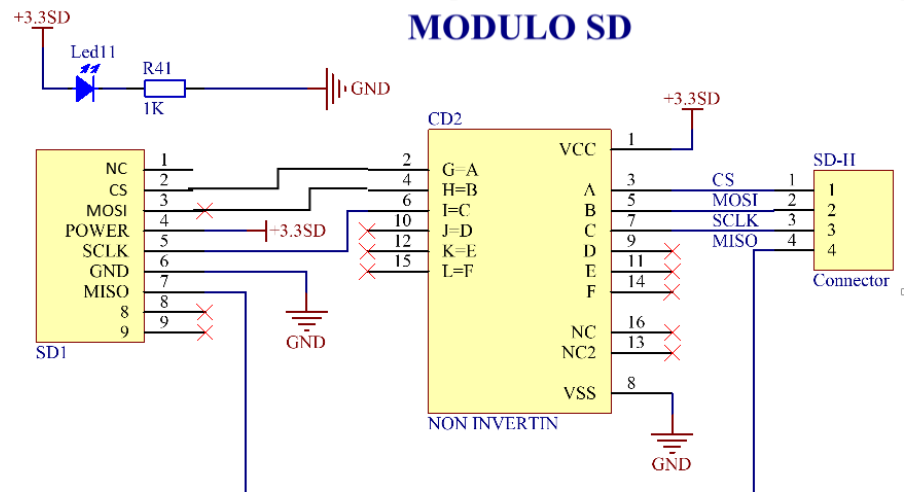 MODULO SD
+3.3SD
Led11
R41
1K
GND
CD2
+3.3SD
NC 1
CS 2
MOSI 3
POWER 4
+3.3SD
SCLK 5
GND 6
MISO 7
8 8
9 9
SD1
GND
2 G=A
4 H=B
6 I=C
10 J=D
12 K=E
15 L=F
VCC 1
A 3
B 5
C 7
D 9
E 11
F 14
NC 16
NC2 13
VSS 8
NON INVERTIN
GND
SD-II
CS 1 1
MOSI 2 2
SCLK 3 3
MISO 4 4
Connector